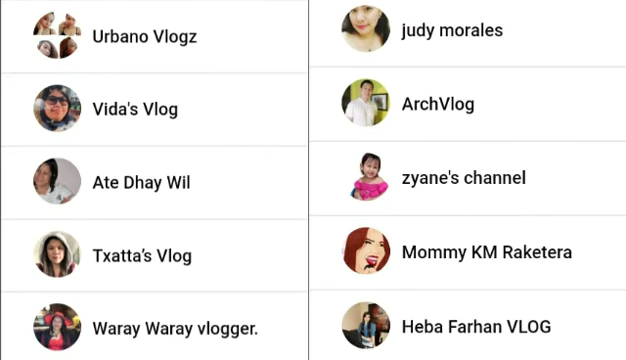 Urbano Vlogz
Vida's Vlog
Ate Dhay Wil
Txatta’s Vlog
Waray Waray vlogger.
judy morales
ArchVlog
zyane's channel
Mommy KM Raketera
Heba Farhan VLOG